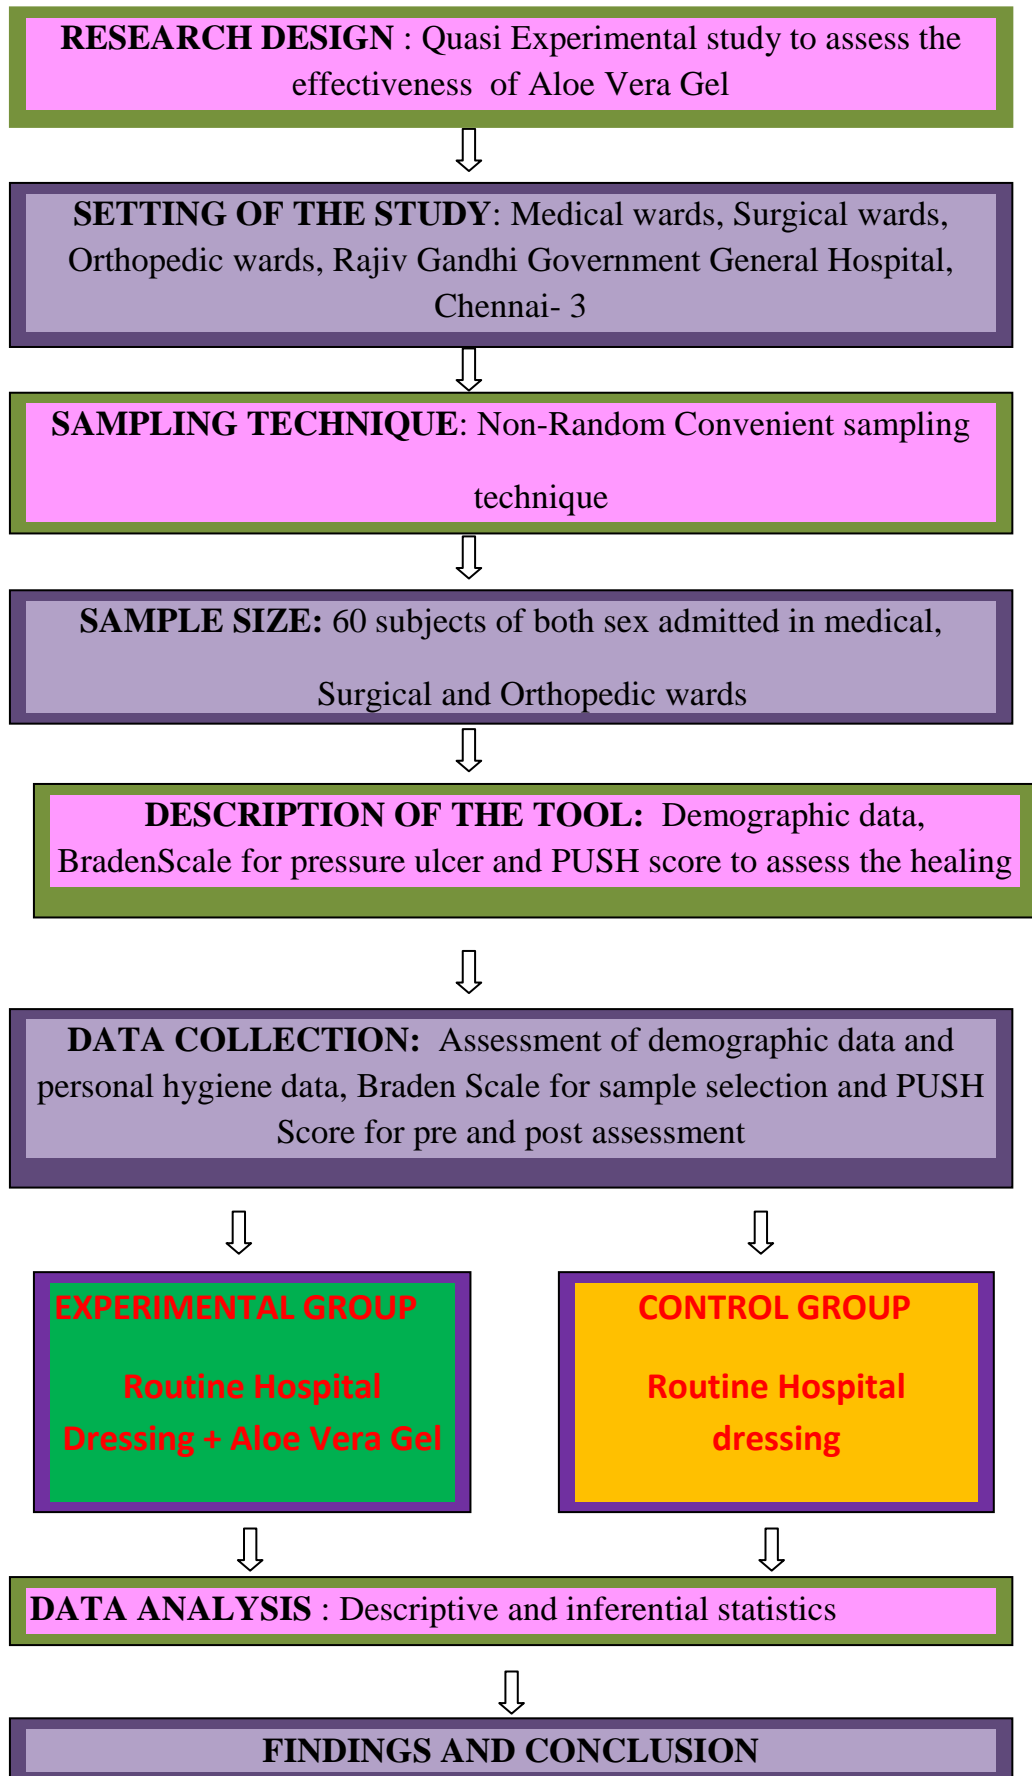 RESEARCH DESIGN : Quasi Experimental study to assess the
effectiveness of Aloe Vera Gel
SETTING OF THE STUDY: Medical wards, Surgical wards,
Orthopedic wards, Rajiv Gandhi Government General Hospital,
Chennai- 3
SAMPLING TECHNIQUE: Non-Random Convenient sampling
technique
SAMPLE SIZE: 60 subjects of both sex admitted in medical,
Surgical and Orthopedic wards
DESCRIPTION OF THE TOOL: Demographic data,
BradenScale for pressure ulcer and PUSH score to assess the healing
DATA COLLECTION: Assessment of demographic data and
personal hygiene data, Braden Scale for sample selection and PUSH
Score for pre and post assessment
EXPERIMENTAL GROUP
Routine Hospital
Dressing + Aloe Vera Gel
CONTROL GROUP
Routine Hospital
dressing
DATA ANALYSIS : Descriptive and inferential statistics
FINDINGS AND CONCLUSION